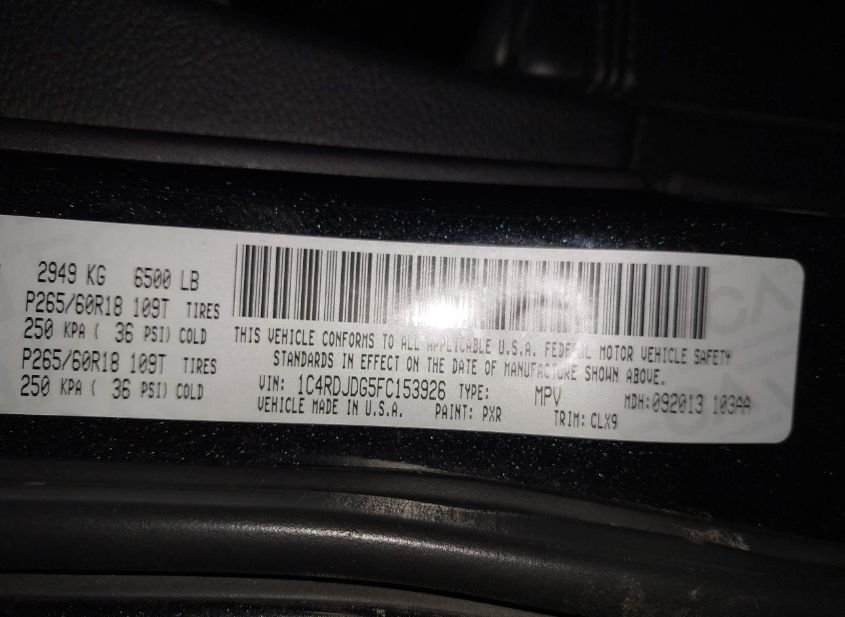 2949 KG 6500 LB
P265/60R18 109T TIRES
250 KPA ( 36 PSI) COLD
P265/60R18 109T TIRES
250 KPA ( 36 PSI) COLD
THIS VEHICLE CONFORMS TO ALL APPLICABLE U.S.A. FEDERAL MOTOR VEHICLE SAFETY
STANDARDS IN EFFECT ON THE DATE OF MANUFACTURE SHOWN ABOVE.
VIN: 1C4RDJDG5FC153926 TYPE: MPV MDH:092013 103AA
VEHICLE MADE IN U.S.A. PAINT: PXR TRIM: CLX9